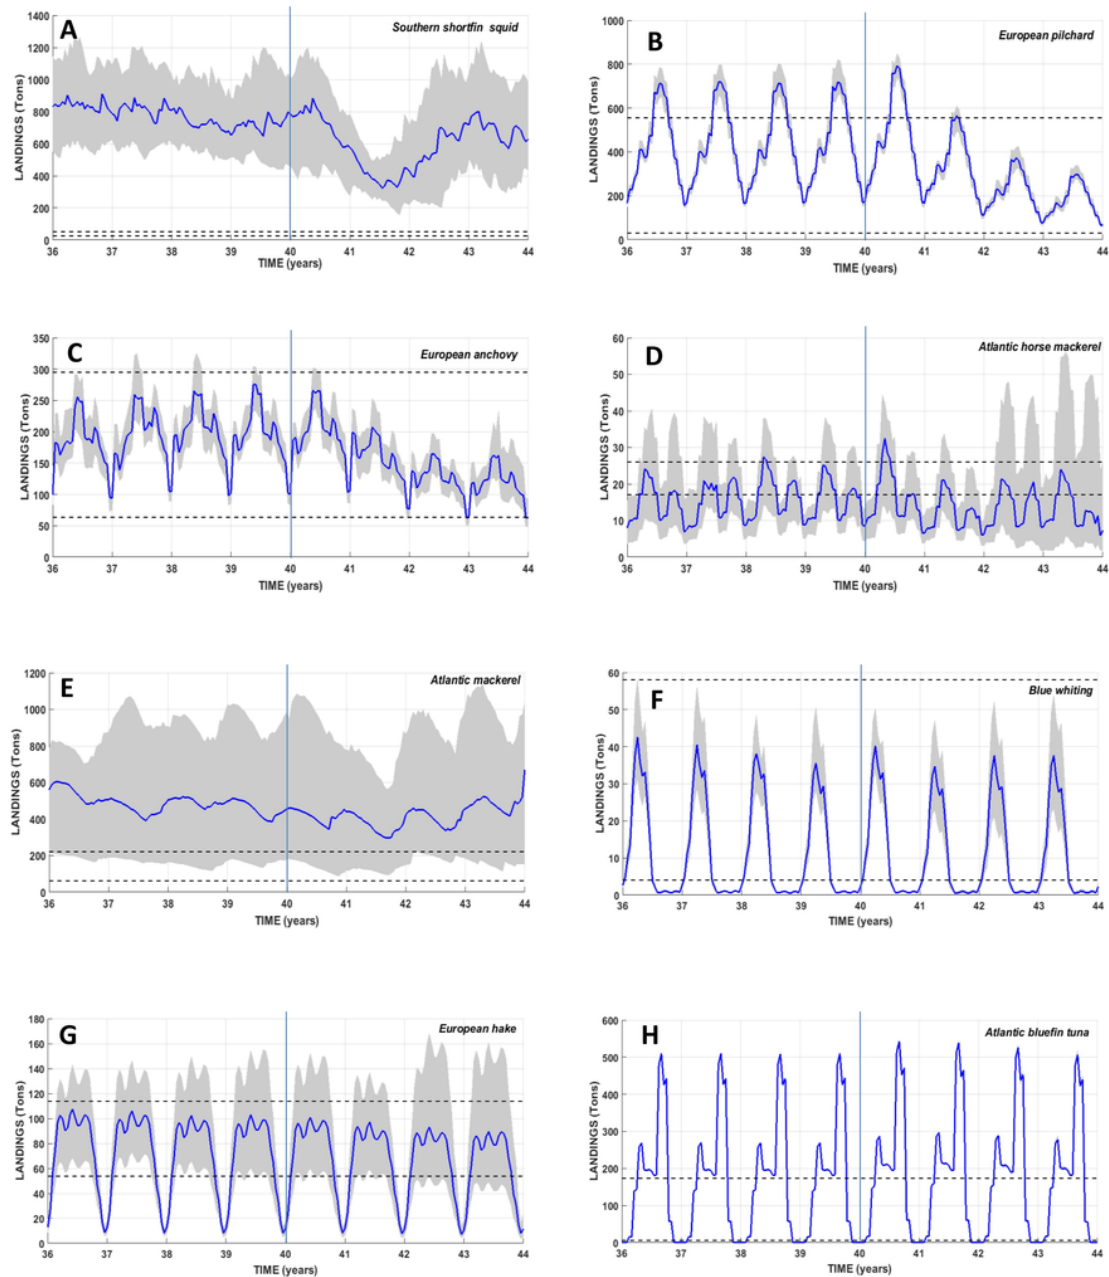 A
Southern shortfin squid
LANDINGS (Tons)
1400
1200
1000
800
600
400
200
0
36 37 38 39 40 41 42 43 44
TIME (years)
B
European pilchard
LANDINGS (Tons)
1000
800
600
400
200
0
36 37 38 39 40 41 42 43 44
TIME (years)
C
European anchovy
LANDINGS (Tons)
350
300
250
200
150
100
50
0
36 37 38 39 40 41 42 43 44
TIME (years)
D
Atlantic horse mackerel
LANDINGS (Tons)
60
50
40
30
20
10
0
36 37 38 39 40 41 42 43 44
TIME (years)
E
Atlantic mackerel
LANDINGS (Tons)
1200
1000
800
600
400
200
0
36 37 38 39 40 41 42 43 44
TIME (years)
F
Blue whiting
LANDINGS (Tons)
60
50
40
30
20
10
0
36 37 38 39 40 41 42 43 44
TIME (years)
G
European hake
LANDINGS (Tons)
180
160
140
120
100
80
60
40
20
0
36 37 38 39 40 41 42 43 44
TIME (years)
H
Atlantic bluefin tuna
LANDINGS (Tons)
600
500
400
300
200
100
0
36 37 38 39 40 41 42 43 44
TIME (years)